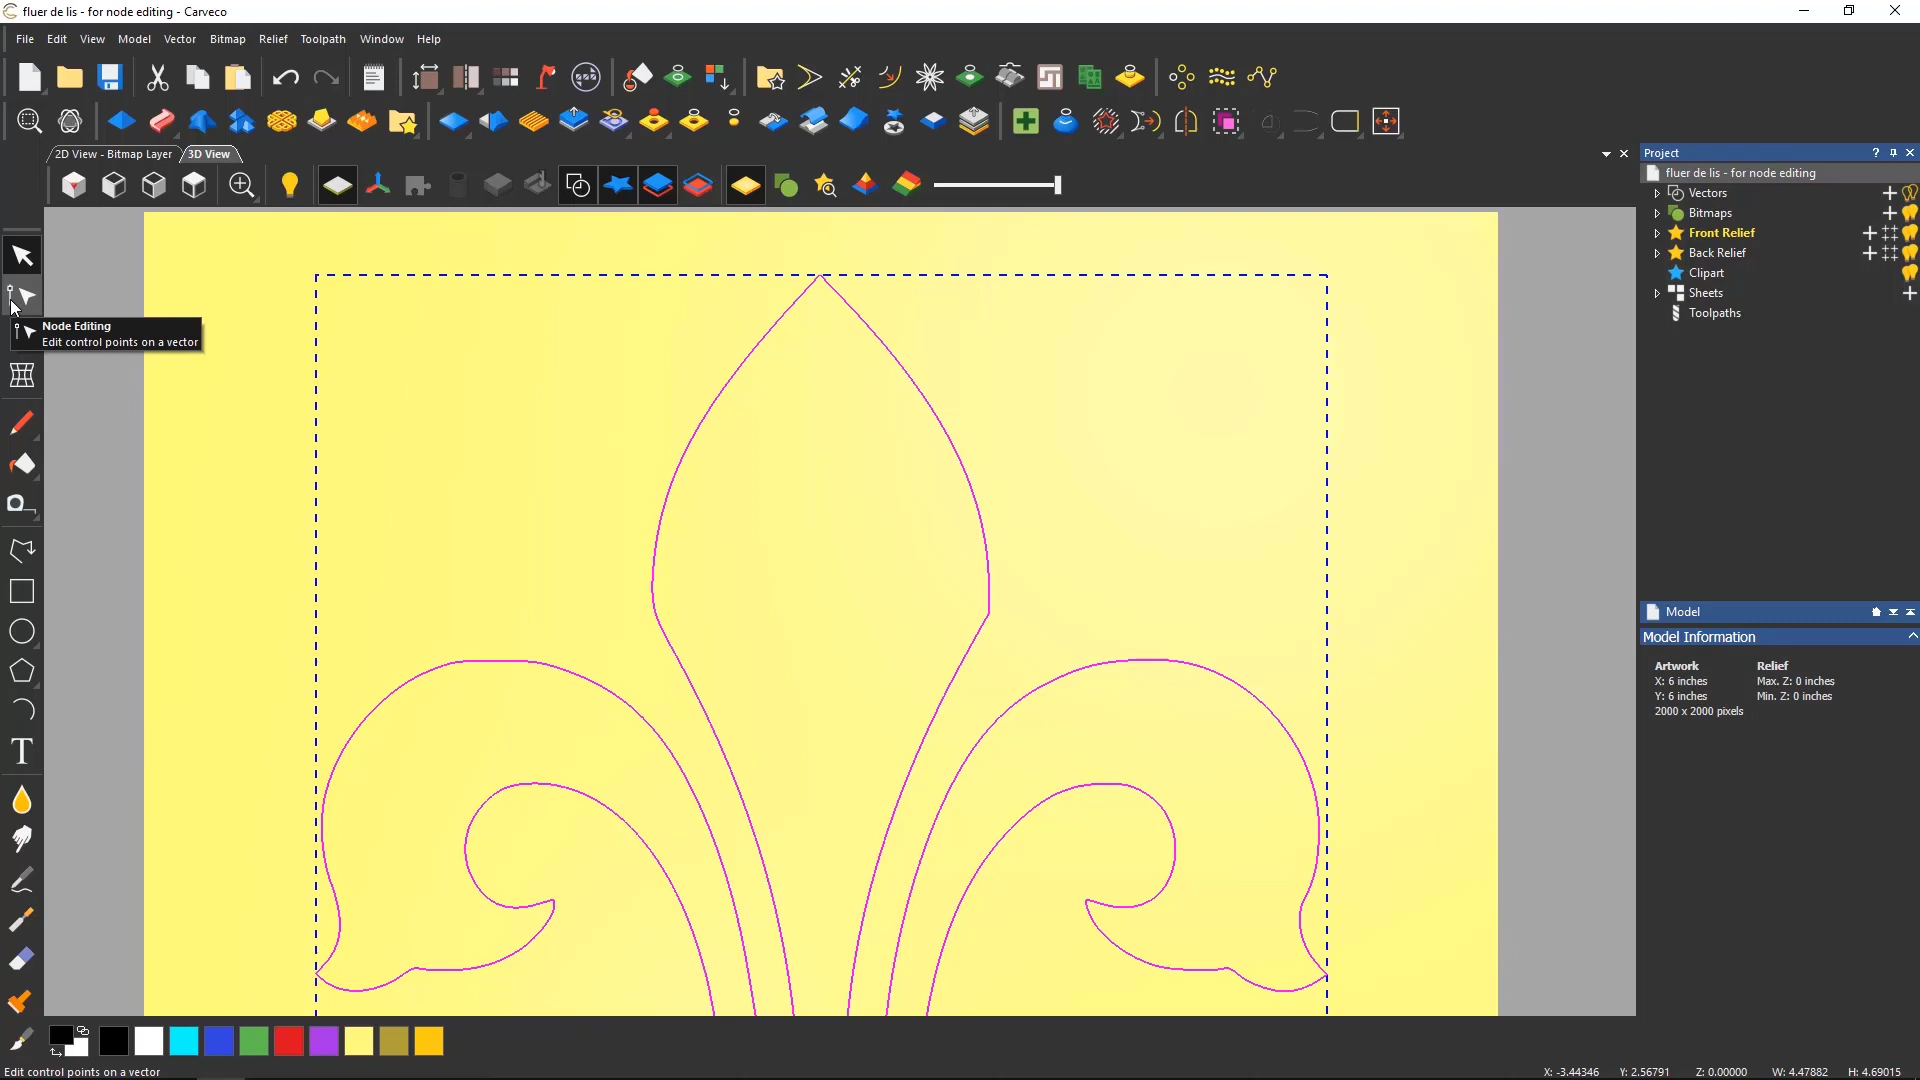 fluer de lis - for node editing - Carveco
File Edit View Model Vector Bitmap Relief Toolpath Window Help
2D View - Bitmap Layer 3D View
Project
fluer de lis - for node editing
Vectors
Bitmaps
Front Relief
Back Relief
Clipart
Sheets
Toolpaths
Node Editing
Edit control points on a vector
T
Model
Model Information
Artwork Relief
X: 6 inches Max. Z: 0 inches
Y: 6 inches Min. Z: 0 inches
2000 x 2000 pixels
Edit control points on a vector
X: -3.44346 Y: 2.56791 Z: 0.00000 W: 4.47882 H: 4.69015